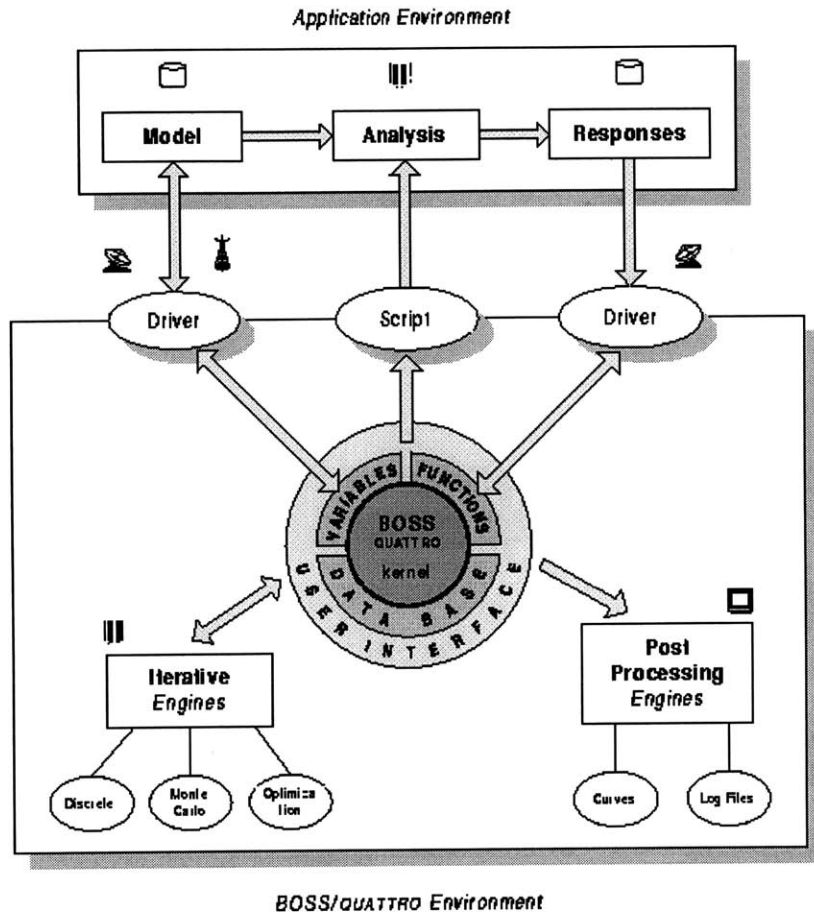 Application Environment
Model
Analysis
Responses
Driver
Script
Driver
VARIABLES
FUNCTIONS
BOSS
QUATTRO
kernel
DATA BASE
USER INTERFACE
Iterative
Engines
Post
Processing
Engines
Discrete
Monte
Carlo
Optimiza
tion
Curves
Log Files
BOSS/QUATTRO Environment